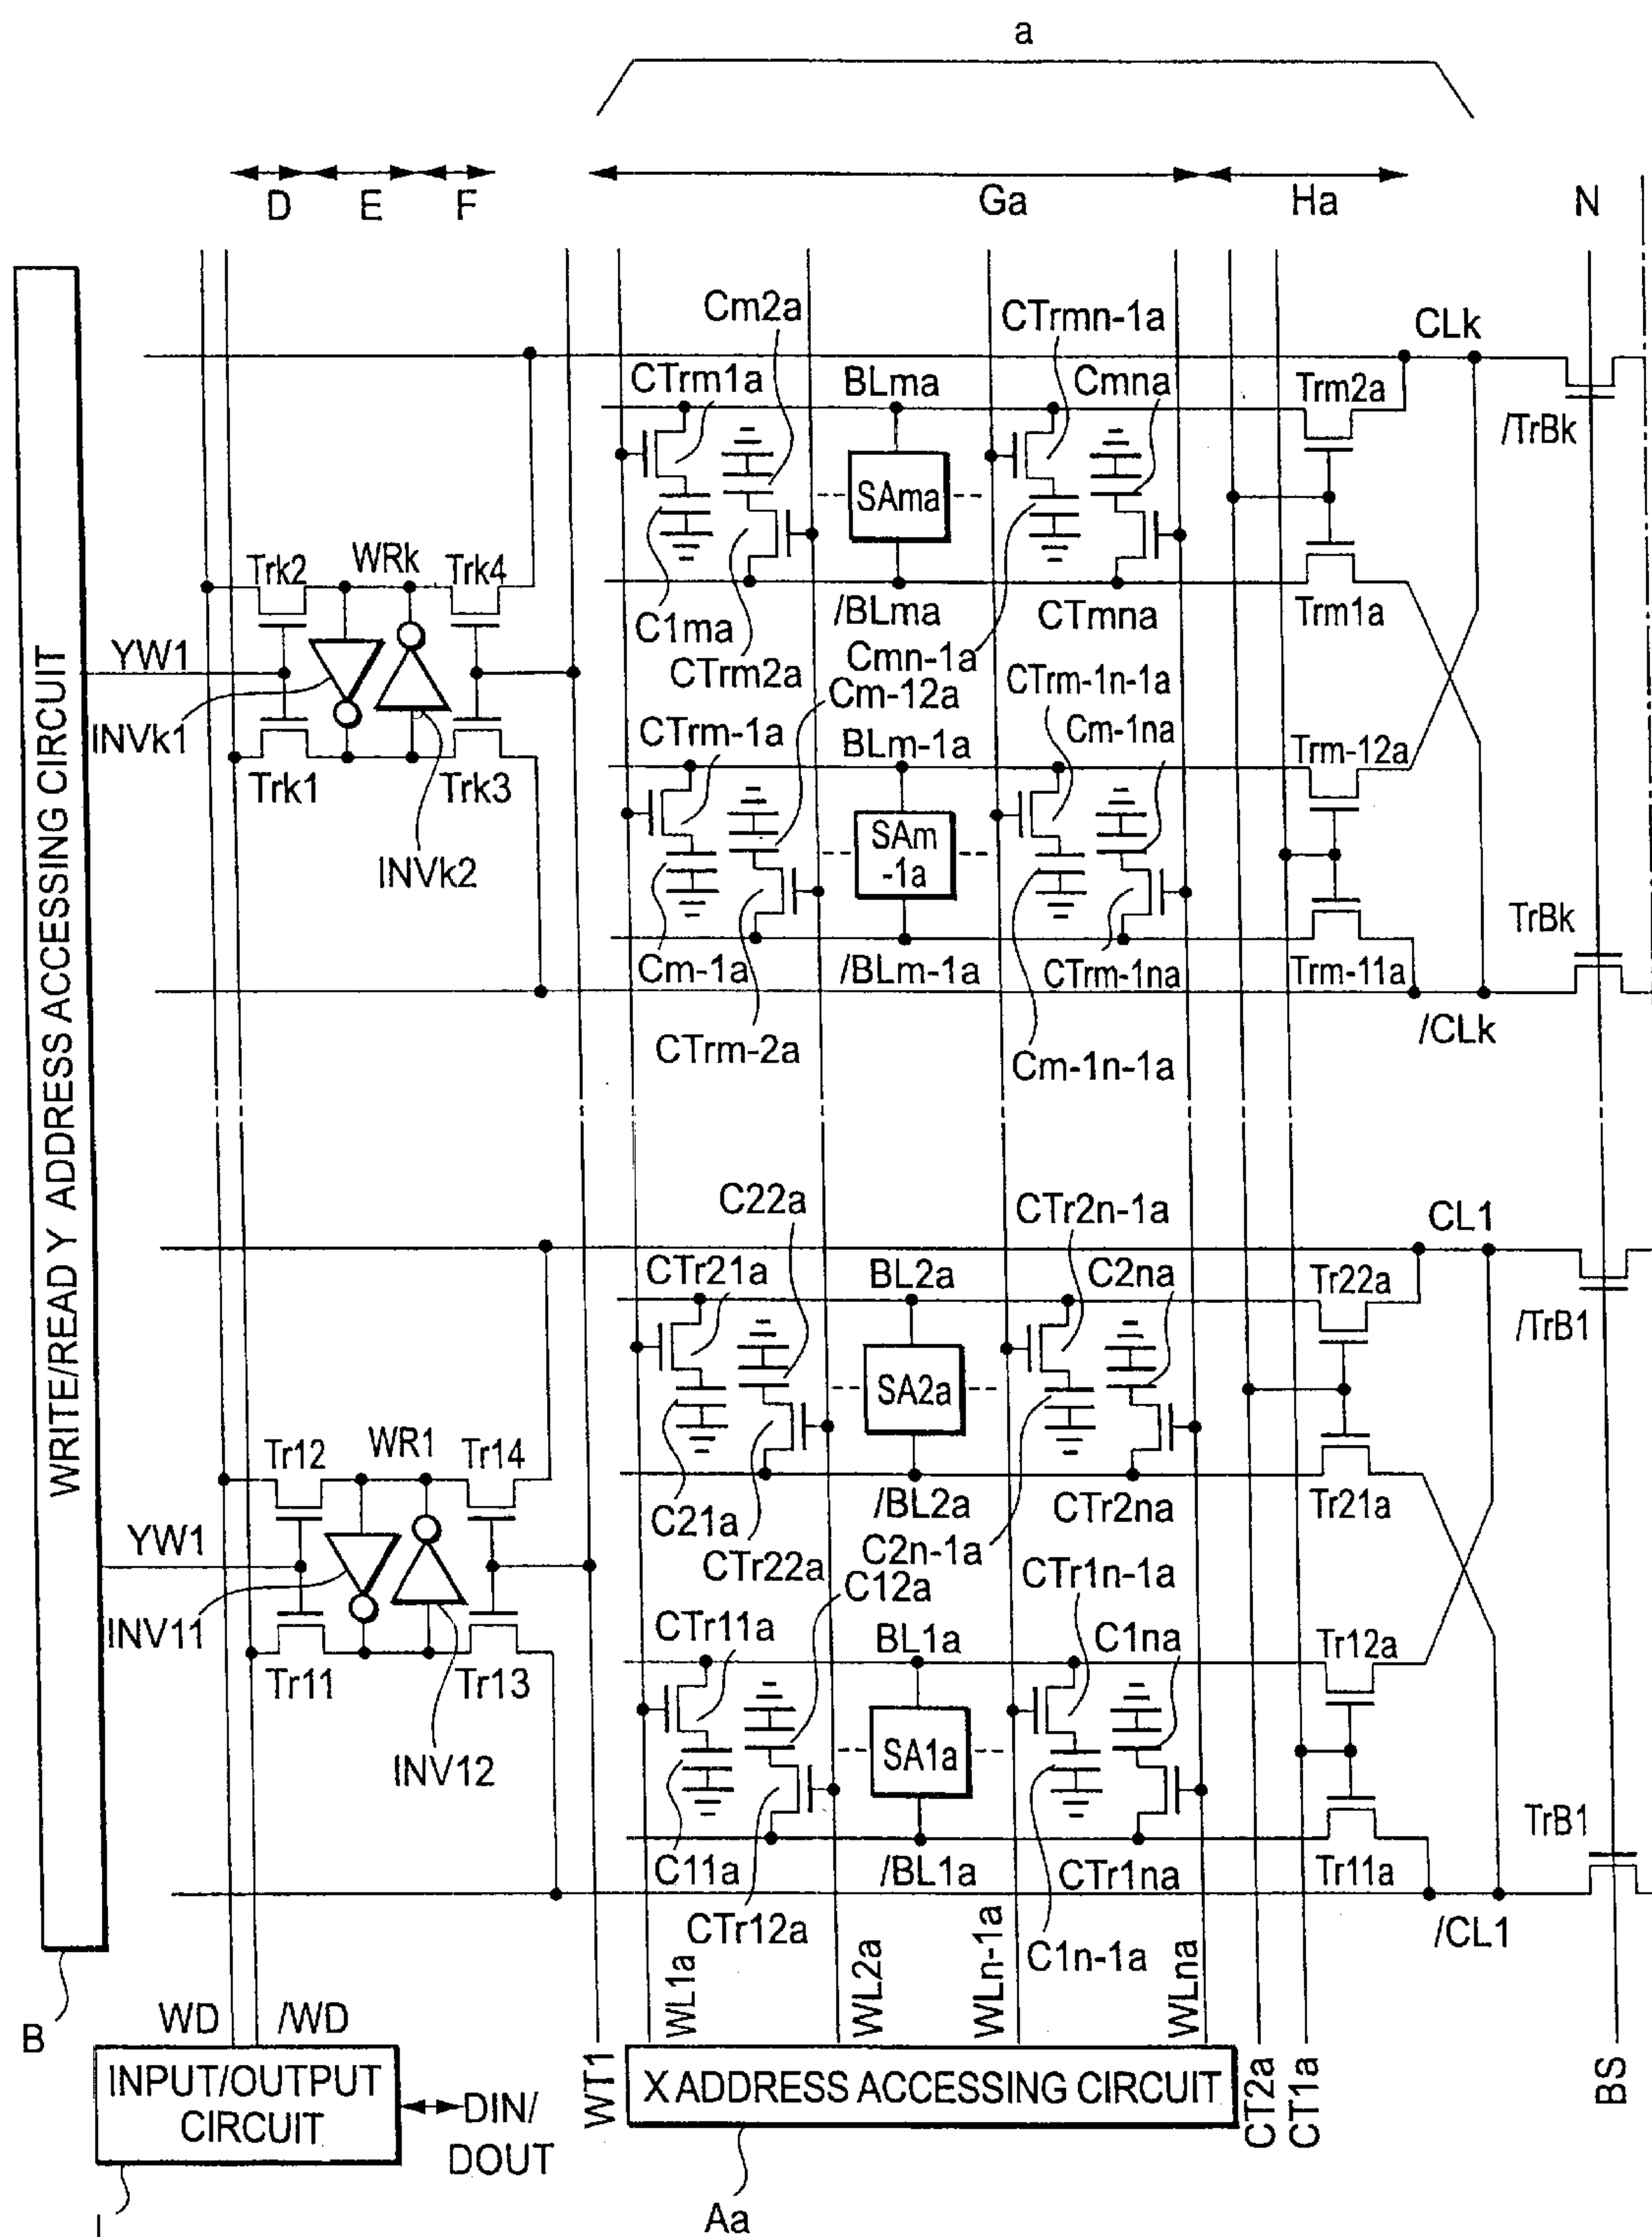 a
D E F Ga Ha N
Cm2a CTrmn-1a CLk
CTrm1a BLma Cmna Trm2a
/TrBk
SAma
Trk2 WRk Trk4
/BLma CTmna Trm1a
C1ma
YW1
CTrm2a Cmn-1a
Cm-12a CTrm-1n-1a
INVk1 CTrm-1a BLm-1a Cm-1na Trm-12a
Trk1 Trk3
SAm
-1a
INVk2
TrBk
Cm-1a /BLm-1a CTrm-1na Trm-11a
/CLk
CTrm-2a Cm-1n-1a
WRITE/READ Y ADDRESS ACCESSING CIRCUIT
C22a CTr2n-1a CL1
CTr21a BL2a C2na Tr22a
/TrB1
SA2a
Tr12 WR1 Tr14
C21a /BL2a CTr2na Tr21a
YW1
CTr22a C2n-1a
C12a CTr1n-1a
INV11 CTr11a BL1a C1na Tr12a
Tr11 Tr13
SA1a
INV12
TrB1
C11a /BL1a CTr1na Tr11a
CTr12a C1n-1a /CL1
WL1a WL2a WLn-1a WLna
B WD /WD
INPUT/OUTPUT
CIRCUIT
DIN/
DOUT
WT1
X ADDRESS ACCESSING CIRCUIT
CT2a CT1a BS
I Aa